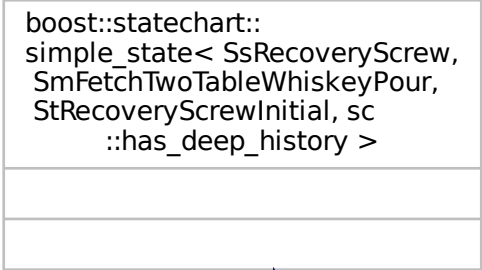 boost::statechart::
simple_state< SsRecoveryScrew,
SmFetchTwoTableWhiskeyPour,
StRecoveryScrewInitial, sc
::has_deep_history >